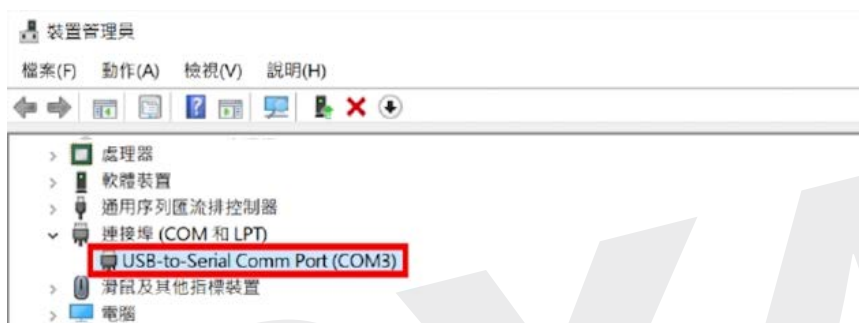 裝置管理員
檔案(F) 動作(A) 檢視(V) 說明(H)
處理器
軟體裝置
通用序列匯流排控制器
連接埠 (COM 和 LPT)
USB-to-Serial Comm Port (COM3)
滑鼠及其他指標裝置
電腦